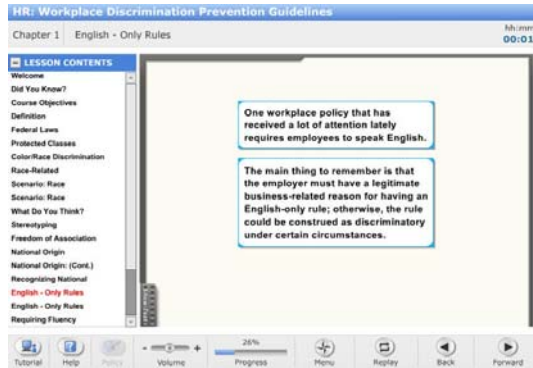 HR: Workplace Discrimination Prevention Guidelines
Chapter 1 English - Only Rules
hh:mm
00:01
LESSON CONTENTS
Welcome
Did You Know?
Course Objectives
Definition
Federal Laws
Protected Classes
Color/Race Discrimination
Race-Related
Scenario: Race
Scenario: Race
What Do You Think?
Stereotyping
Freedom of Association
National Origin
National Origin: (Cont.)
Recognizing National
English - Only Rules
English - Only Rules
Requiring Fluency
One workplace policy that has
received a lot of attention lately
requires employees to speak English.
The main thing to remember is that
the employer must have a legitimate
business-related reason for having an
English-only rule; otherwise, the rule
could be construed as discriminatory
under certain circumstances.
26%
Tutorial Help Policy - + Volume Progress Menu Replay Back Forward